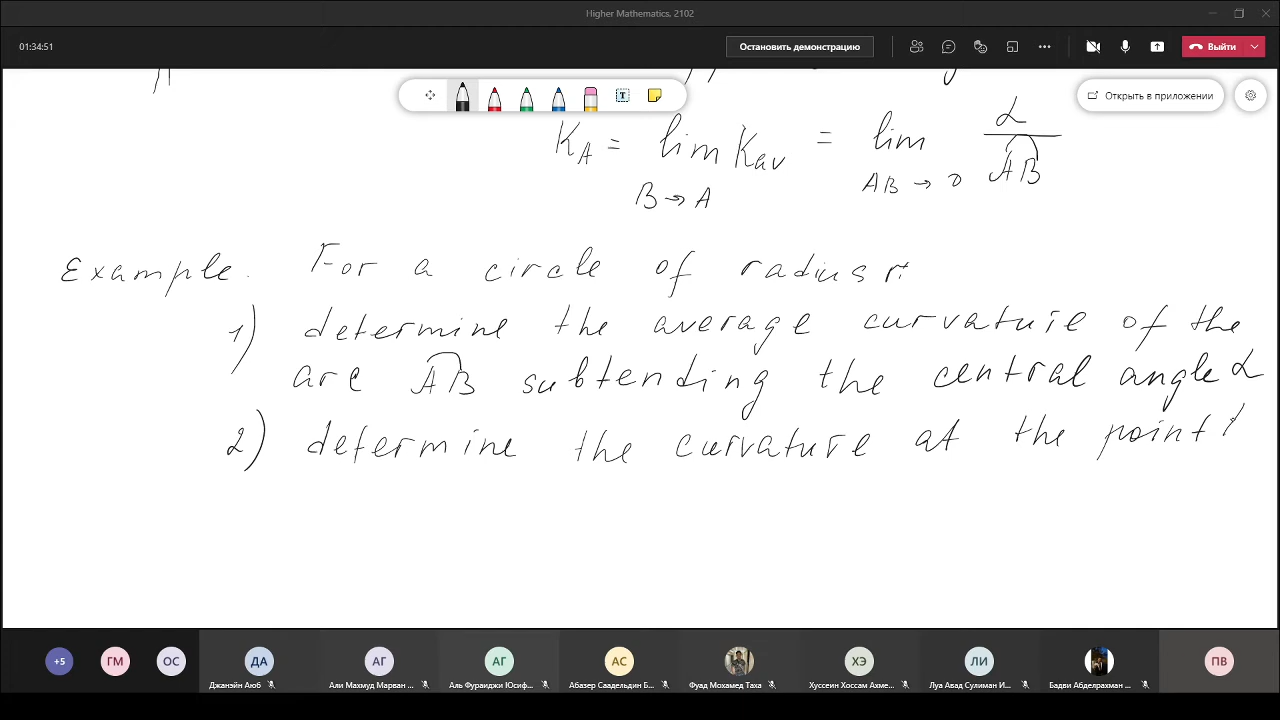 Higher Mathematics, 2102
01:34:51
Остановить демонстрацию
Выйти
Открыть в приложении
K_A = lim K_av = lim α / AB
B → A AB → 0
Example. For a circle of radius r:
1) determine the average curvature of the
arc AB subtending the central angle α
2) determine the curvature at the point
+5
ГМ
ОС
ДА
АГ
АГ
АС
ХЭ
ЛИ
ПВ
Джанэйн Аюб
Али Махмуд Марван ...
Аль Фураиджи Юсиф...
Абазер Саадельдин Б...
Фуад Мохамед Таха
Хуссеин Хоссам Ахме...
Луа Авад Сулиман И...
Бадви Абделрахман ...